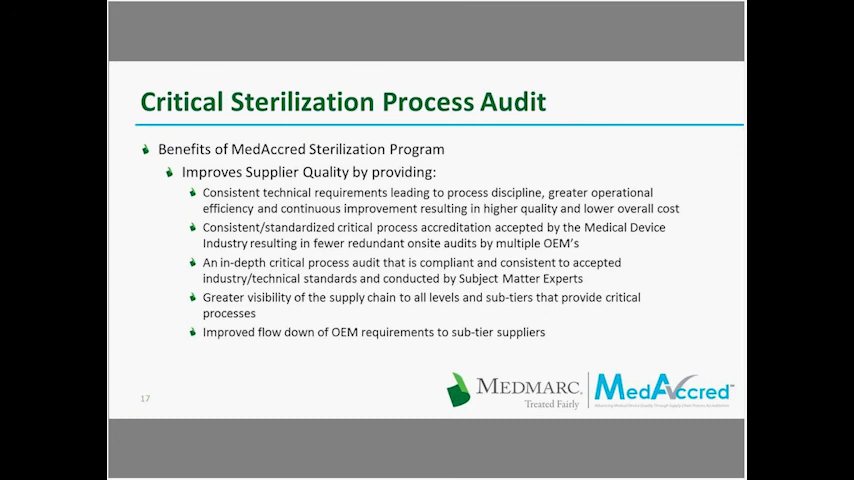 Critical Sterilization Process Audit
Benefits of MedAccred Sterilization Program
Improves Supplier Quality by providing:
Consistent technical requirements leading to process discipline, greater operational
efficiency and continuous improvement resulting in higher quality and lower overall cost
Consistent/standardized critical process accreditation accepted by the Medical Device
Industry resulting in fewer redundant onsite audits by multiple OEM's
An in-depth critical process audit that is compliant and consistent to accepted
industry/technical standards and conducted by Subject Matter Experts
Greater visibility of the supply chain to all levels and sub-tiers that provide critical
processes
Improved flow down of OEM requirements to sub-tier suppliers
17
MEDMARC®
Treated Fairly
MedAccred™